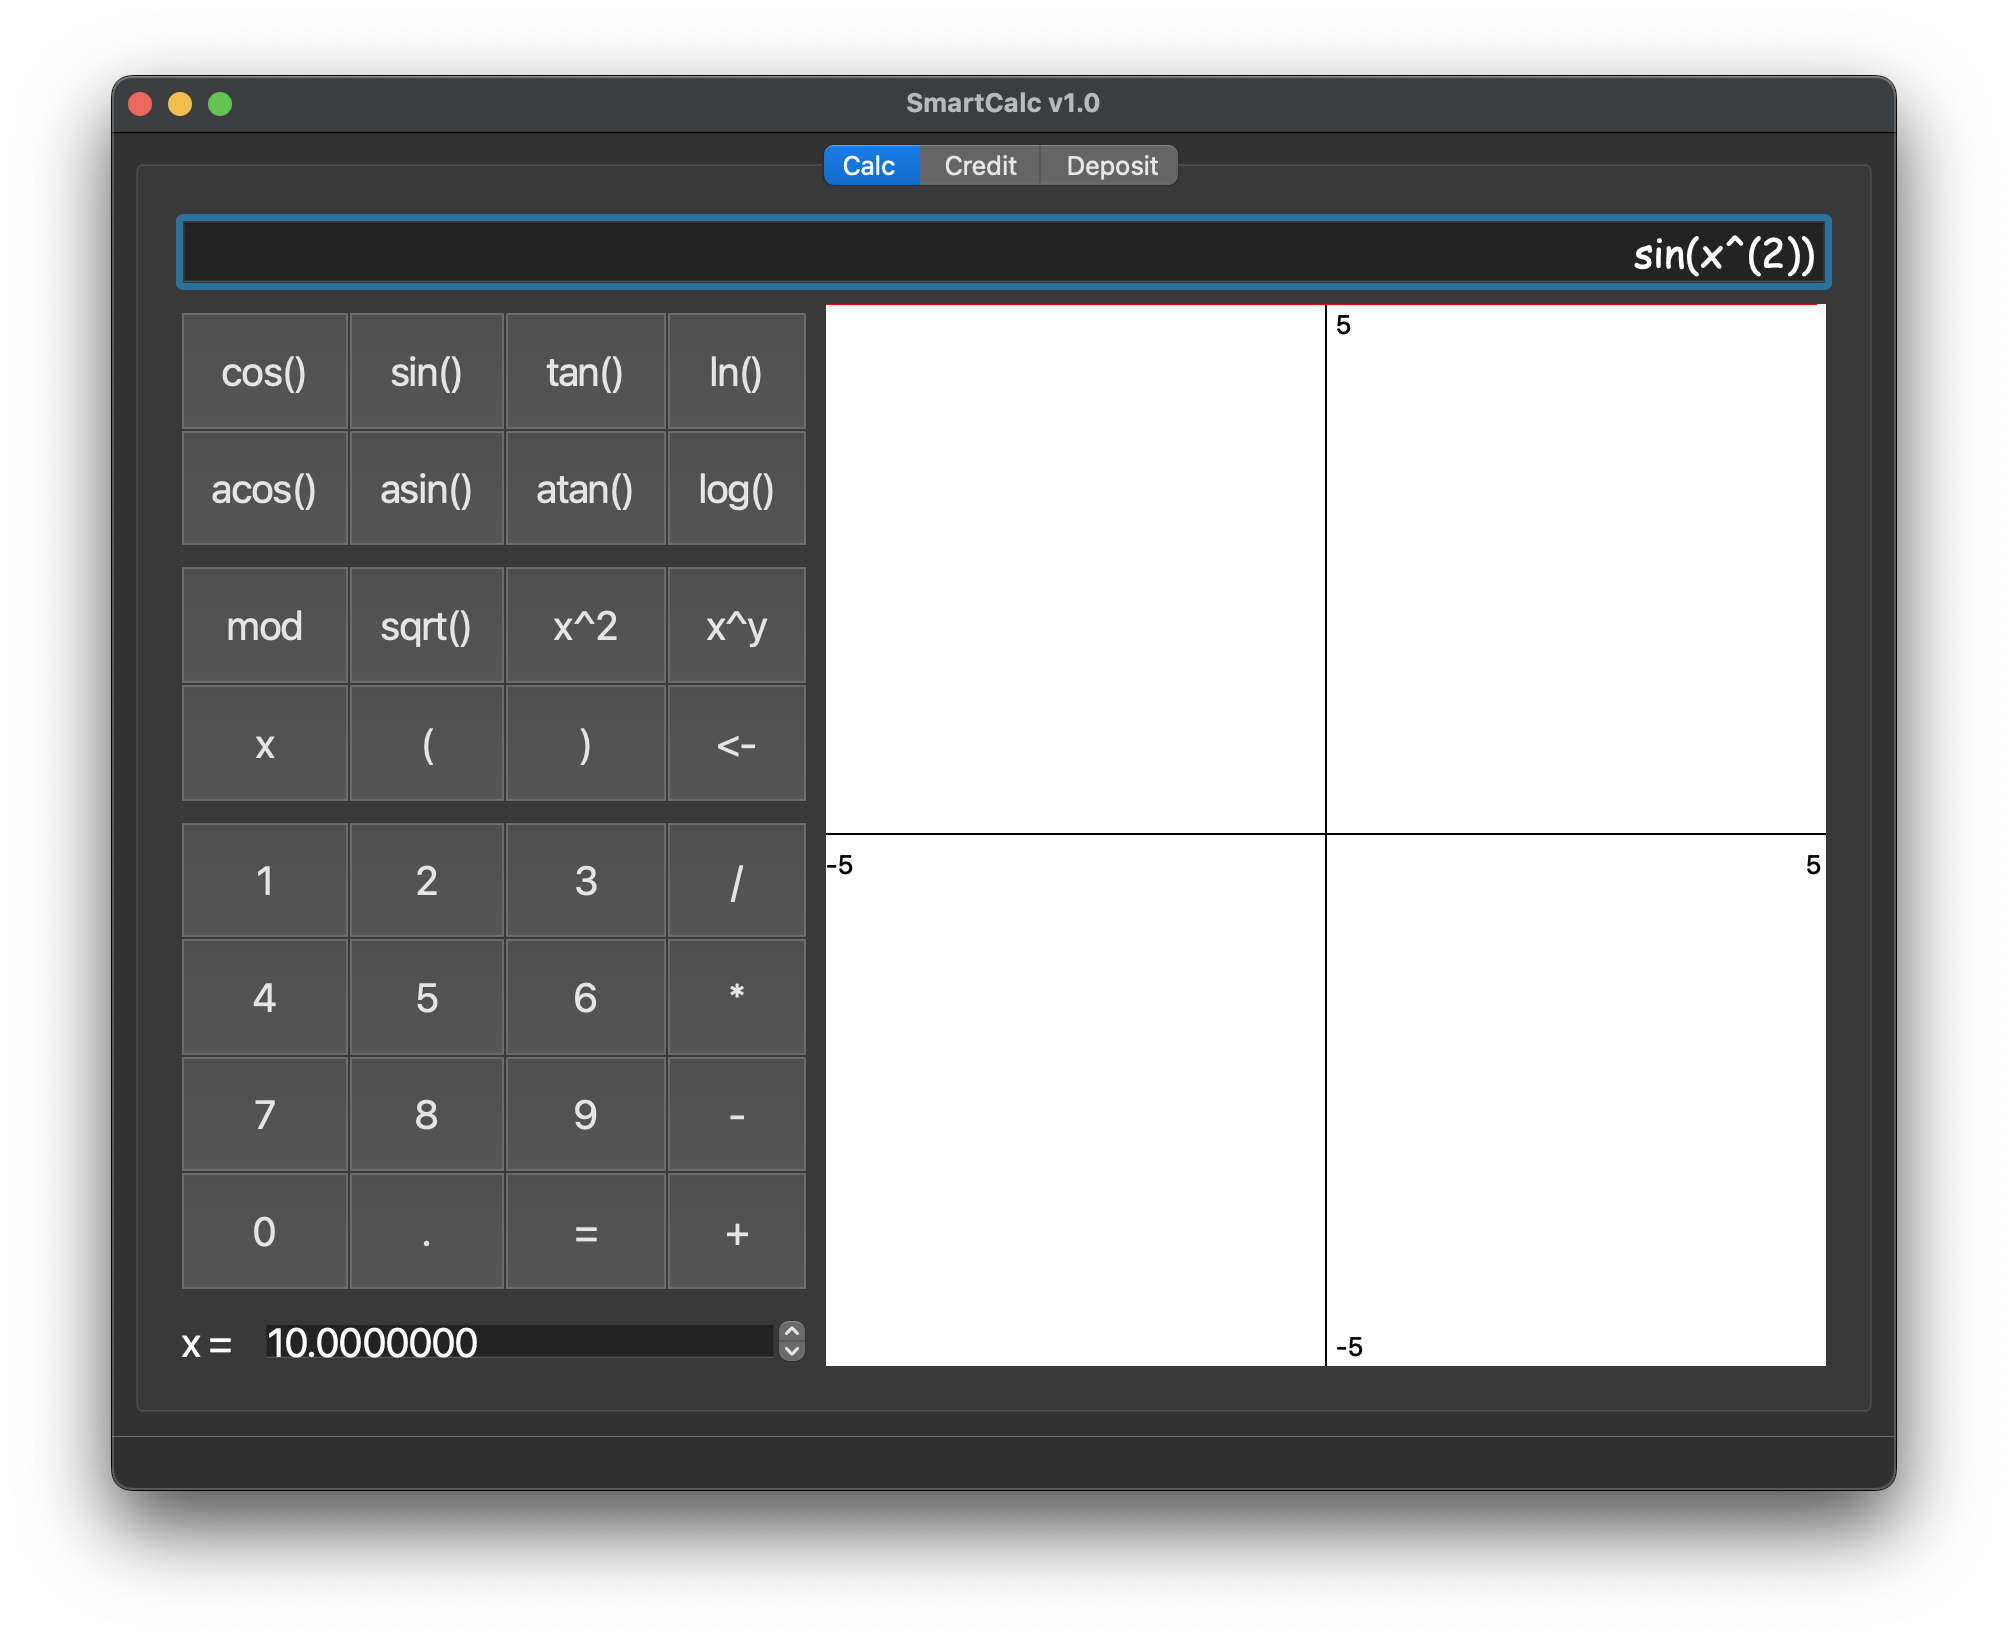 SmartCalc v1.0
Calc Credit Deposit
sin(x^(2))
cos() sin() tan() ln()
acos() asin() atan() log()
mod sqrt() x^2 x^y
x ( ) <-
1 2 3 /
4 5 6 *
7 8 9 -
0 . = +
x = 10.0000000
5
-5 5
-5